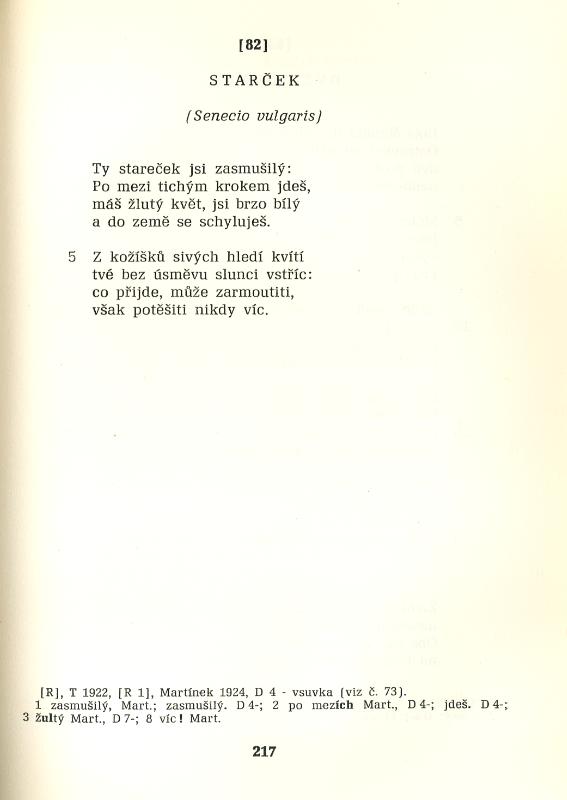 [82]
STARČEK
(Senecio vulgaris)
Ty stareček jsi zasmušilý:
Po mezi tichým krokem jdeš,
máš žlutý květ, jsi brzo bílý
a do země se schyluješ.
5 Z kožíšků sivých hledí kvítí
tvé bez úsměvu slunci vstříc:
co přijde, může zarmoutiti,
však potěšiti nikdy víc.
[R], T 1922, [R 1], Martínek 1924, D 4 - vsuvka (viz č. 73).
1 zasmušilý, Mart.; zasmušilý. D 4-; 2 po mezích Mart., D 4-; jdeš. D 4-;
3 žultý Mart., D 7-; 8 víc! Mart.
217